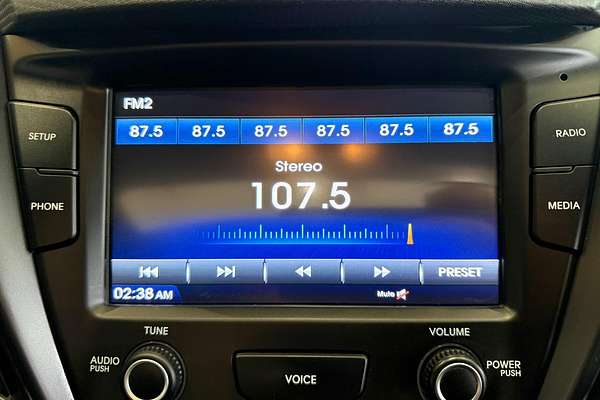 FM2
87.5 87.5 87.5 87.5 87.5 87.5
SETUP
RADIO
Stereo
107.5
PHONE
MEDIA
PRESET
02:38 AM
Mute
TUNE
VOLUME
AUDIO
PUSH
VOICE
POWER
PUSH